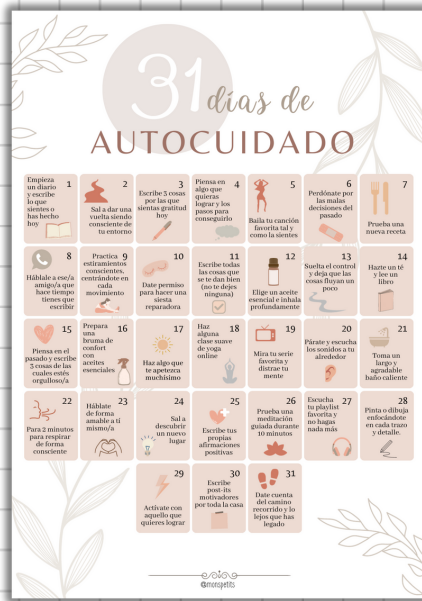 31 días de
AUTOCUIDADO
Empieza
un diario
y escribe
lo que
sientes o
has hecho
hoy
1
2
Sal a dar una
vuelta siendo
consciente de
tu entorno
3
Escribe 3 cosas
por las que
sientas gratitud
hoy
Piensa en
algo que
quieras
lograr y los
pasos para
conseguirlo
4
5
Baila tu canción
favorita tal y
como la sientes
6
Perdónate por
las malas
decisiones del
pasado
7
Prueba una
nueva receta
8
Háblale a ese/a
amigo/a que
hace tiempo
tienes que
escribir
Practica
estiramientos
conscientes,
centrándote en
cada
movimiento
9
10
Date permiso
para hacer una
siesta
reparadora
11
Escribe todas
las cosas que
se te dan bien
(no te dejes
ninguna)
12
Elige un aceite
esencial e inhala
profundamente
13
Suelta el control
y deja que las
cosas fluyan un
poco
14
Hazte un té
y lee un
libro
15
Piensa en el
pasado y escribe
3 cosas de las
cuales estés
orgulloso/a
Prepara
una
bruma de
confort
con
aceites
esenciales
16
17
Haz algo que
te apetezca
muchísimo
Haz
alguna
clase suave
de yoga
online
18
19
Mira tu serie
favorita y
distrae tu
mente
20
Párate y escucha
los sonidos a tu
alrededor
21
Toma un
largo y
agradable
baño caliente
22
Para 2 minutos
para respirar
de forma
consciente
23
Háblate
de forma
amable a ti
mismo/a
24
Sal a
descubrir
un nuevo
lugar
25
Escribe tus
propias
afirmaciones
positivas
26
Prueba una
meditación
guiada durante
10 minutos
Escucha
tu playlist
favorita y
no hagas
nada más
27
28
Pinta o dibuja
enfocándote
en cada trazo
y detalle.
29
Actívate con
aquello que
quieres lograr
30
Escribe
post-its
motivadores
por toda la casa
31
Date cuenta
del camino
recorrido y lo
lejos que has
legado
@monspetits